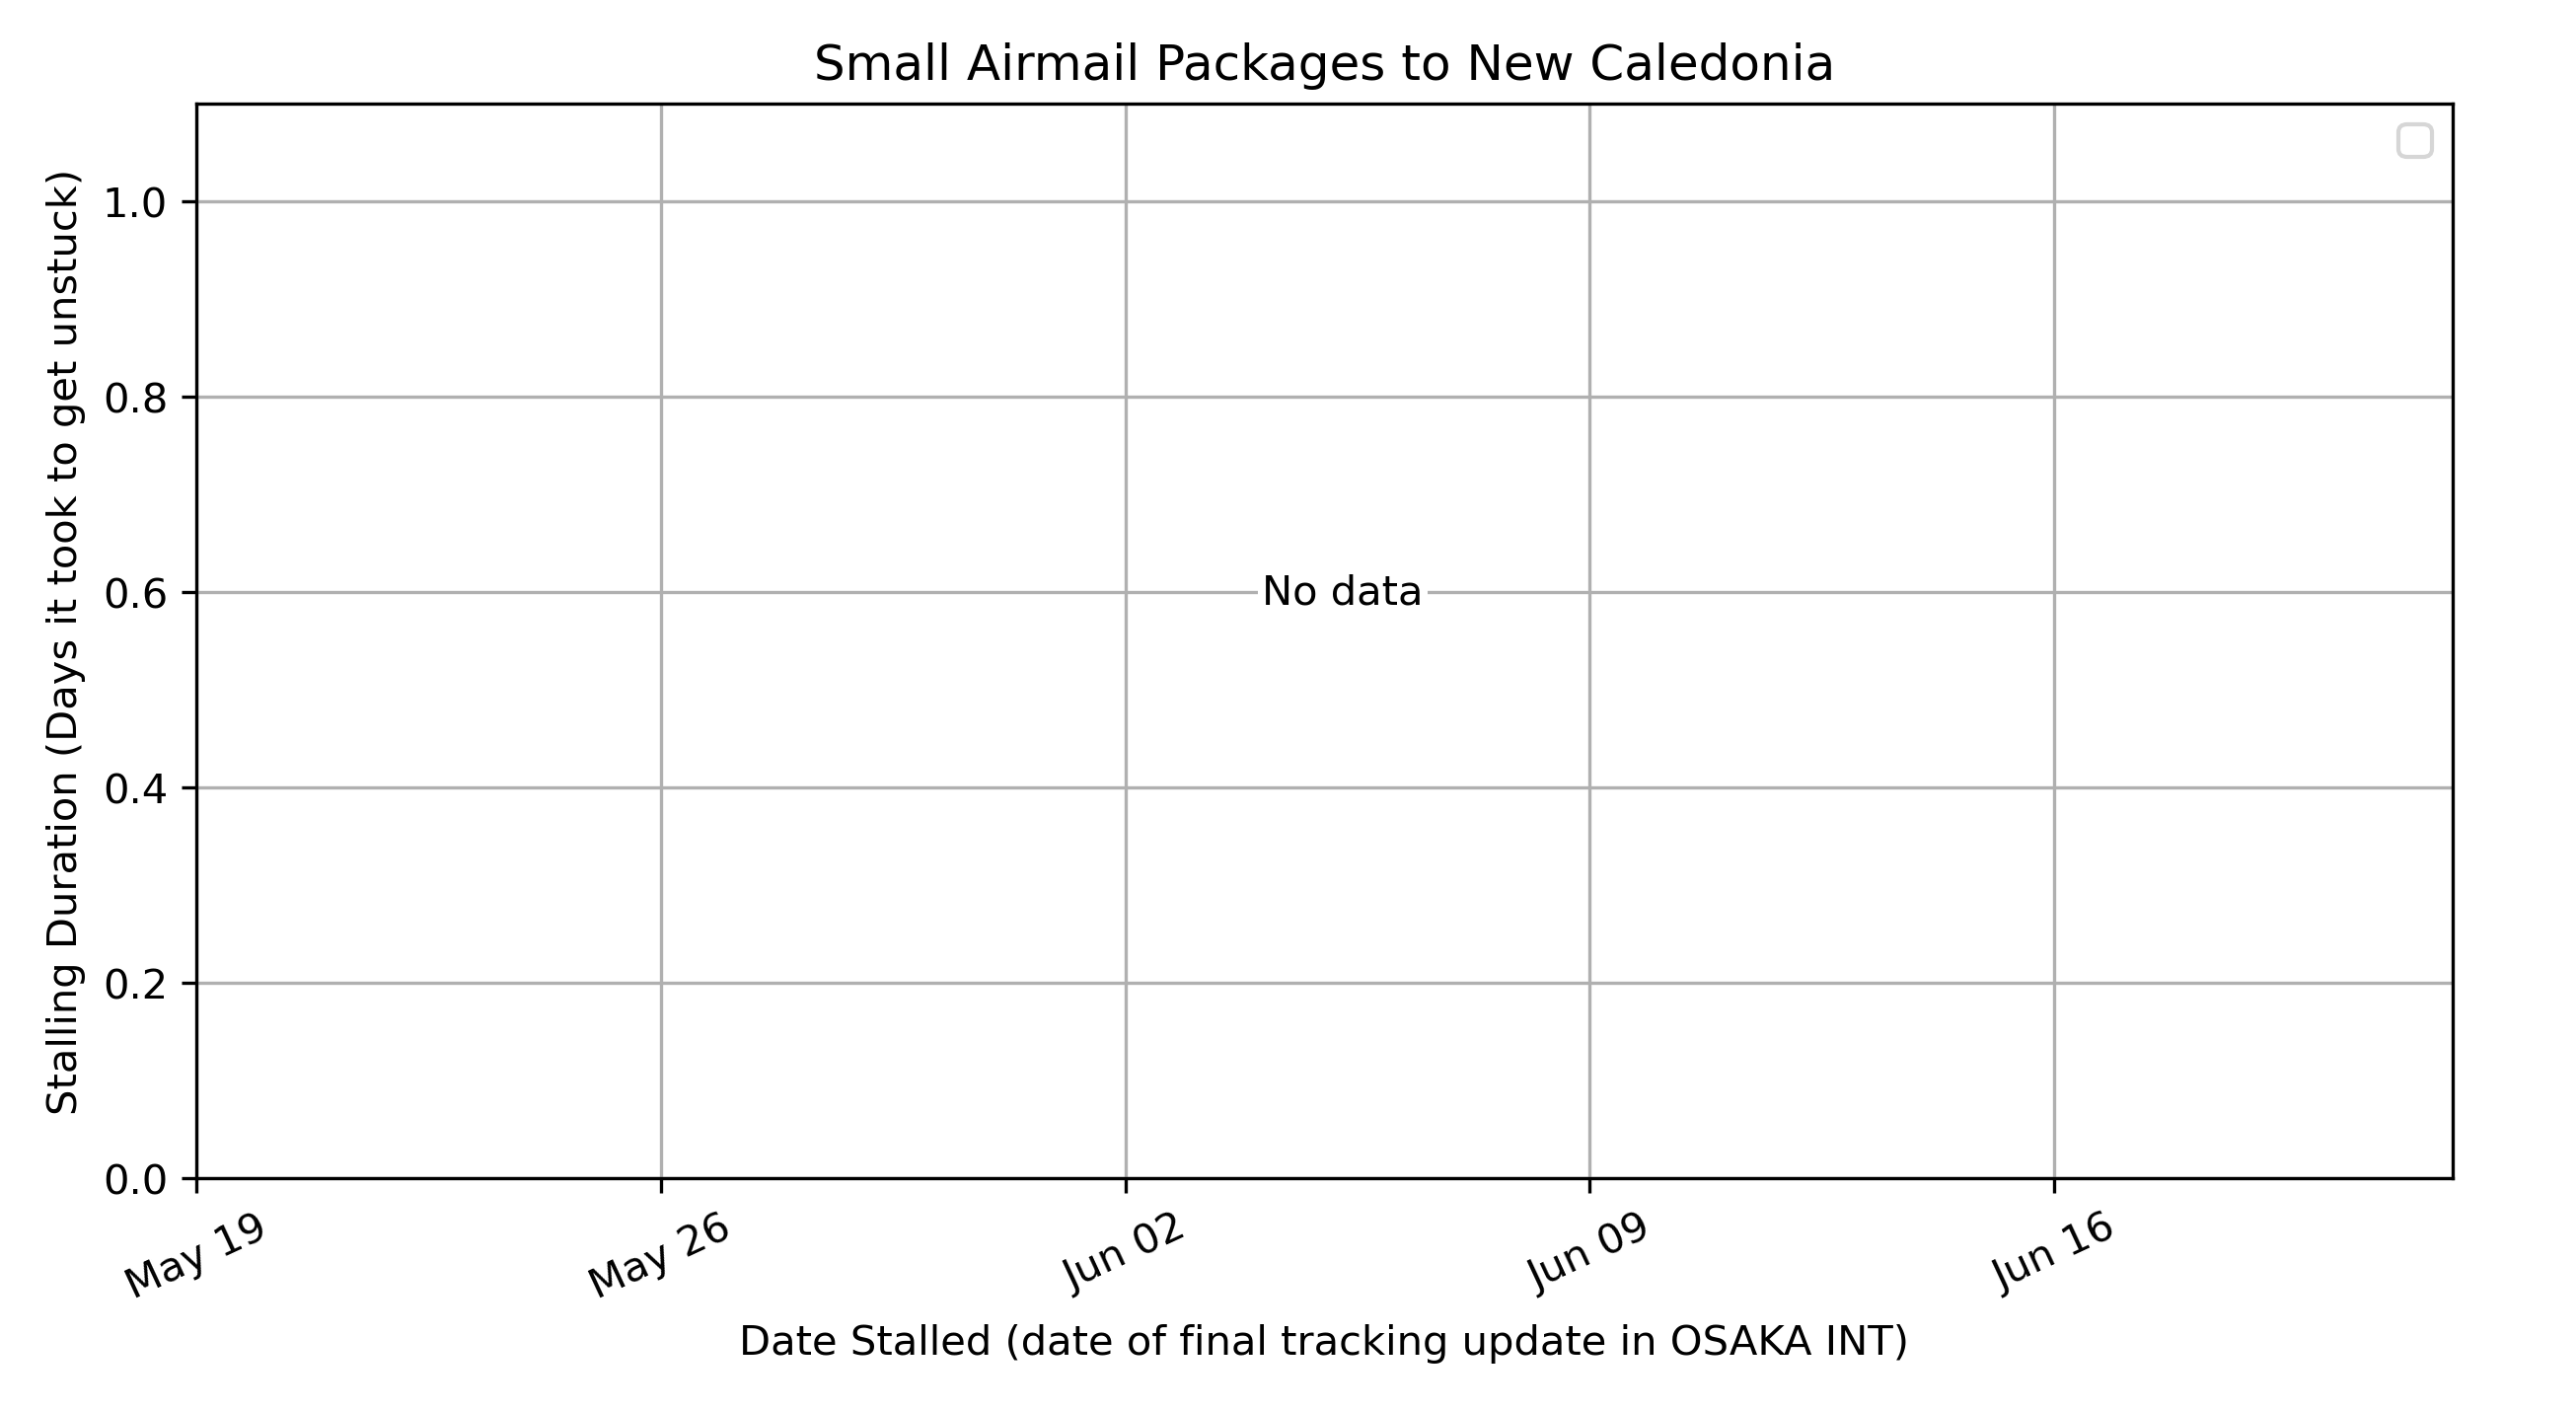 Small Airmail Packages to New Caledonia
Stalling Duration (Days it took to get unstuck)
1.0
0.8
0.6
0.4
0.2
0.0
No data
May 19
May 26
Jun 02
Jun 09
Jun 16
Date Stalled (date of final tracking update in OSAKA INT)